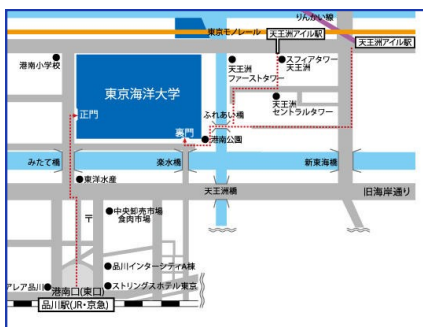 りんかい線
東京モノレール
天王洲アイル駅
天王洲アイル駅
港南小学校
スフィアタワー
天王洲
天王洲
ファーストタワー
東京海洋大学
天王洲
セントラルタワー
正門
ふれあい橋
裏門
港南公園
みたて橋
楽水橋
新東海橋
東洋水産
天王洲橋
旧海岸通り
〒
中央卸売市場
食肉市場
品川インターシティA棟
アレア品川
港南口(東口)
ストリングスホテル東京
品川駅(JR・京急)